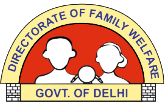 DIRECTORATE OF FAMILY WELFARE
GOVT. OF DELHI